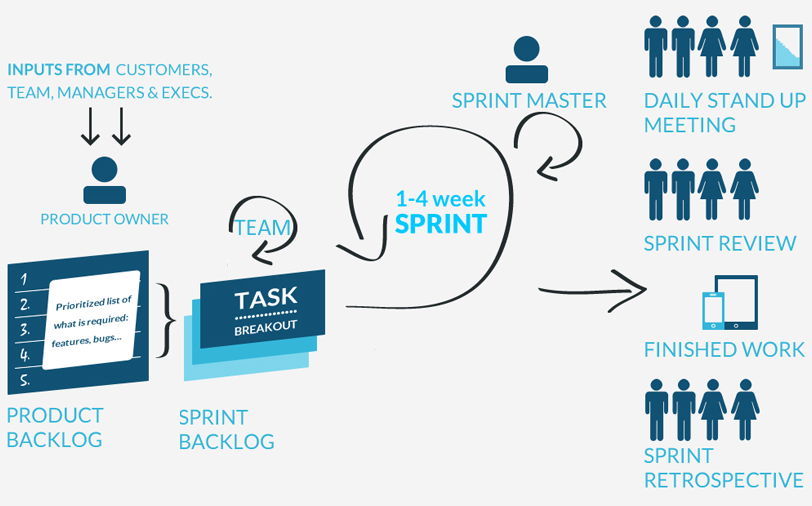 INPUTS FROM CUSTOMERS,
TEAM, MANAGERS & EXECS.
PRODUCT OWNER
1
2.
3.
4.
5.
Prioritized list of
what is required:
features, bugs...
PRODUCT
BACKLOG
TEAM
TASK
BREAKOUT
SPRINT
BACKLOG
1-4 week
SPRINT
SPRINT MASTER
DAILY STAND UP
MEETING
SPRINT REVIEW
FINISHED WORK
SPRINT
RETROSPECTIVE